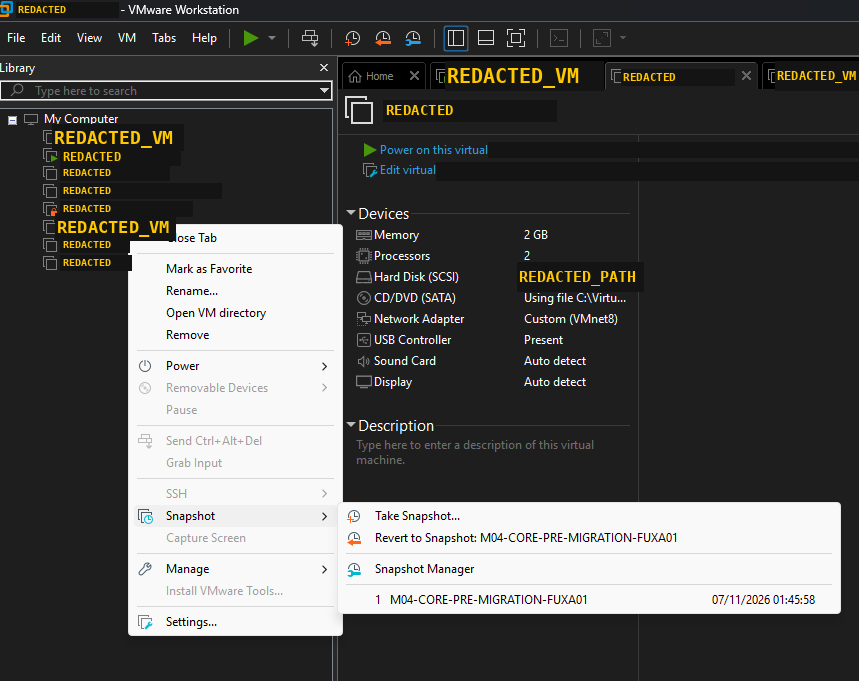 REDACTED - VMware Workstation
File Edit View VM Tabs Help
Library
Type here to search
My Computer
REDACTED_VM
REDACTED
REDACTED
REDACTED
REDACTED
REDACTED_VM
REDACTED
REDACTED
Home REDACTED_VM REDACTED REDACTED_VM
REDACTED
Power on this virtual
Edit virtual
Devices
Memory 2 GB
Processors 2
Hard Disk (SCSI) REDACTED_PATH
CD/DVD (SATA) Using file C:\Virtu...
Network Adapter Custom (VMnet8)
USB Controller Present
Sound Card Auto detect
Display Auto detect
Description
Type here to enter a description of this virtual
machine.
Close Tab
Mark as Favorite
Rename...
Open VM directory
Remove
Power
Removable Devices
Pause
Send Ctrl+Alt+Del
Grab Input
SSH
Snapshot
Capture Screen
Manage
Install VMware Tools...
Settings...
Take Snapshot...
Revert to Snapshot: M04-CORE-PRE-MIGRATION-FUXA01
Snapshot Manager
1 M04-CORE-PRE-MIGRATION-FUXA01 07/11/2026 01:45:58